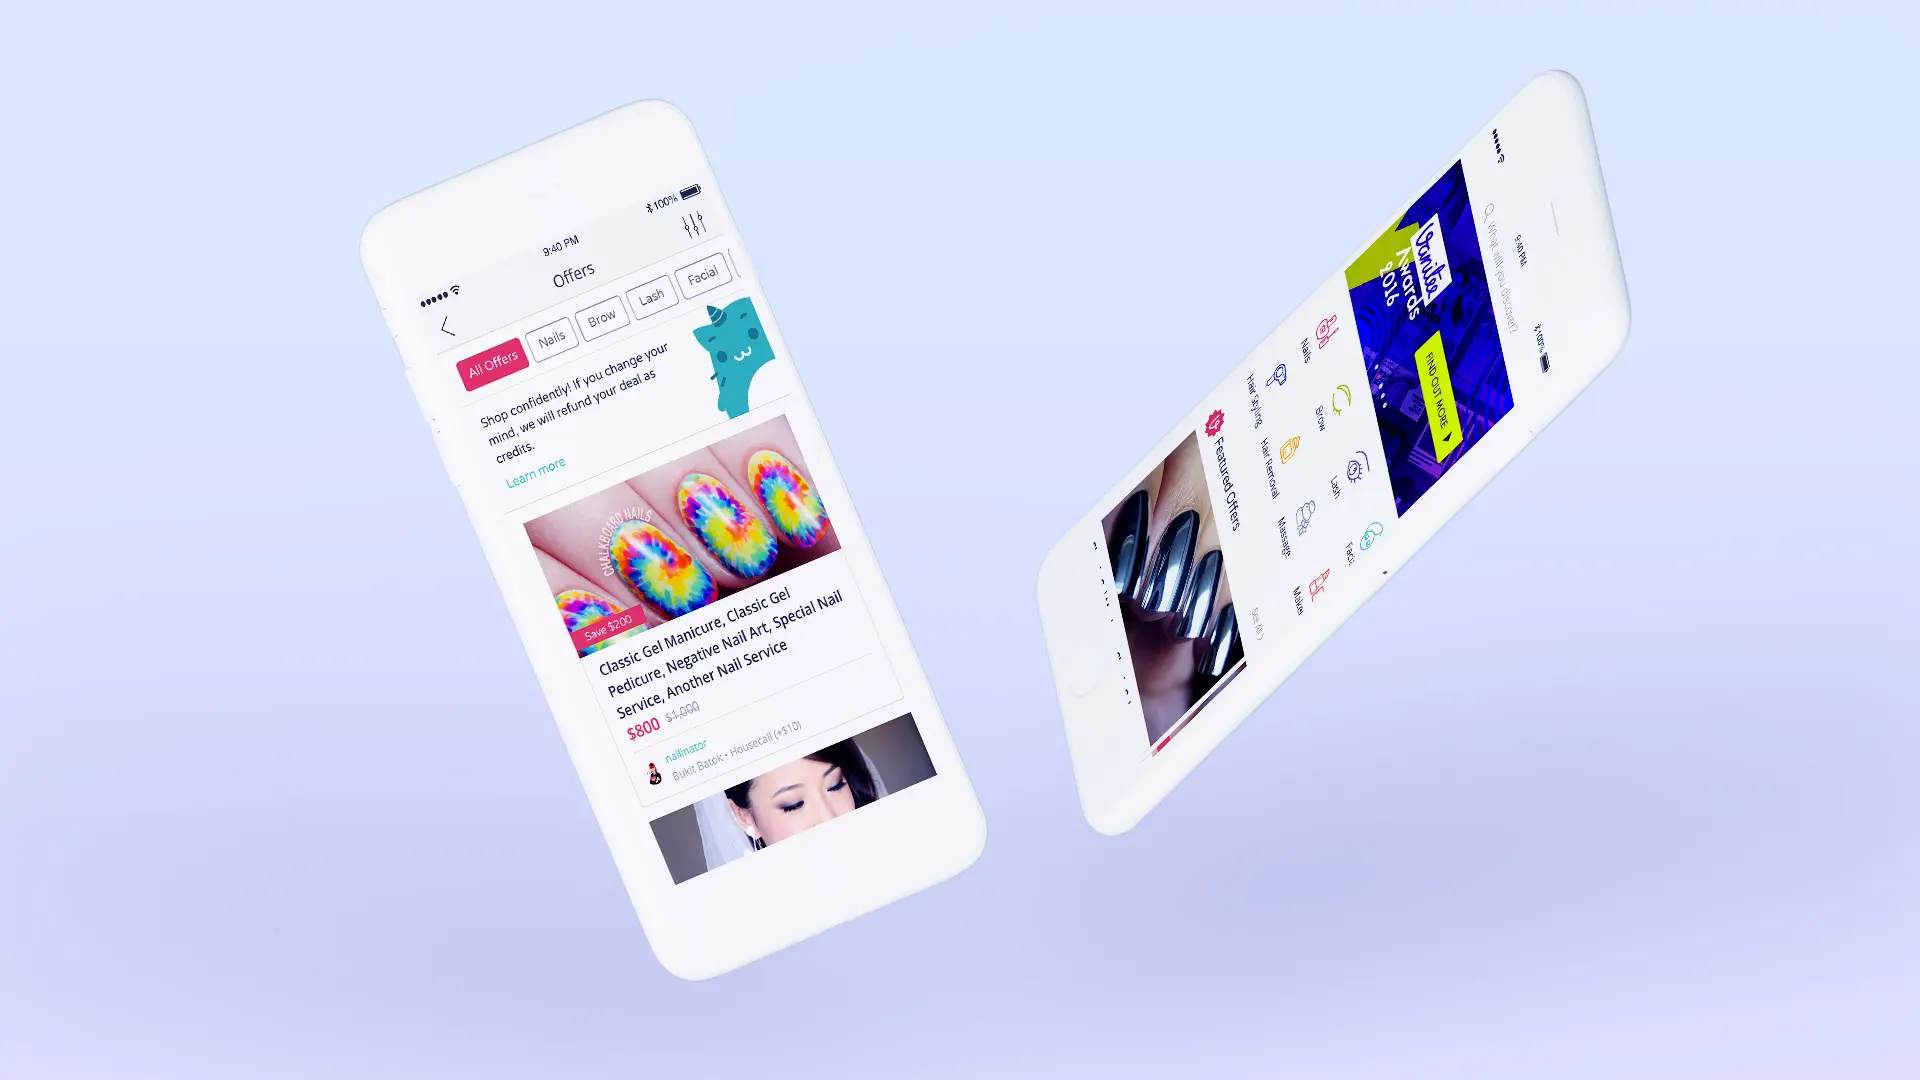 100%
9:40 PM
Offers
All Offers
Nails
Brow
Lash
Facial
Shop confidently! If you change your
mind, we will refund your deal as
credits.
Learn more
CHALKBOARD NAILS
Save $200
Classic Gel Manicure, Classic Gel
Pedicure, Negative Nail Art, Special Nail
Service, Another Nail Service
$800 $1,000
nailinator
Bukit Batok • Housecall (+$10)
9:40 PM
100%
What will you discover?
Vanitee
Awards
2016
FIND OUT MORE
Nails
Brow
Lash
Faci
Hair Styling
Hair Removal
Massage
Featured Offers
See All